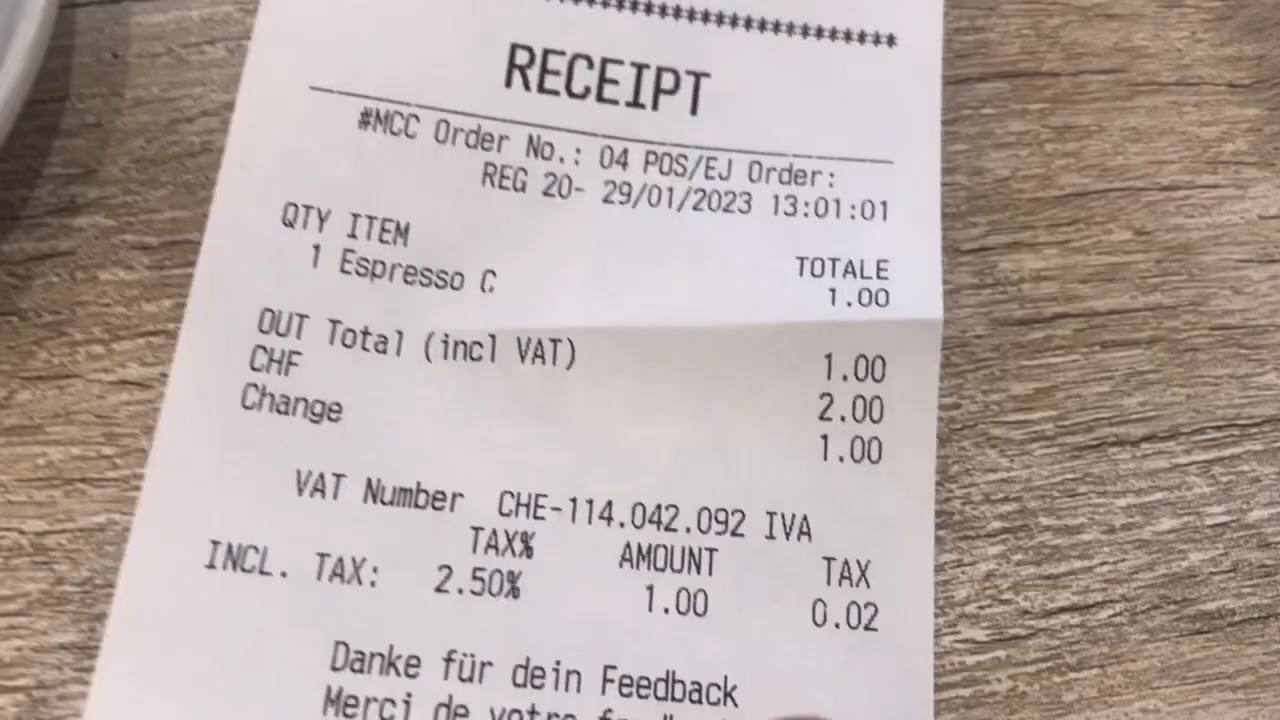 RECEIPT
#MCC Order No.: 04 POS/EJ Order:
REG 20- 29/01/2023 13:01:01
QTY ITEM TOTALE
1 Espresso C 1.00
OUT Total (incl VAT) 1.00
CHF 2.00
Change 1.00
VAT Number CHE-114.042.092 IVA
TAX% AMOUNT TAX
INCL. TAX: 2.50% 1.00 0.02
Danke für dein Feedback
Merci de votre